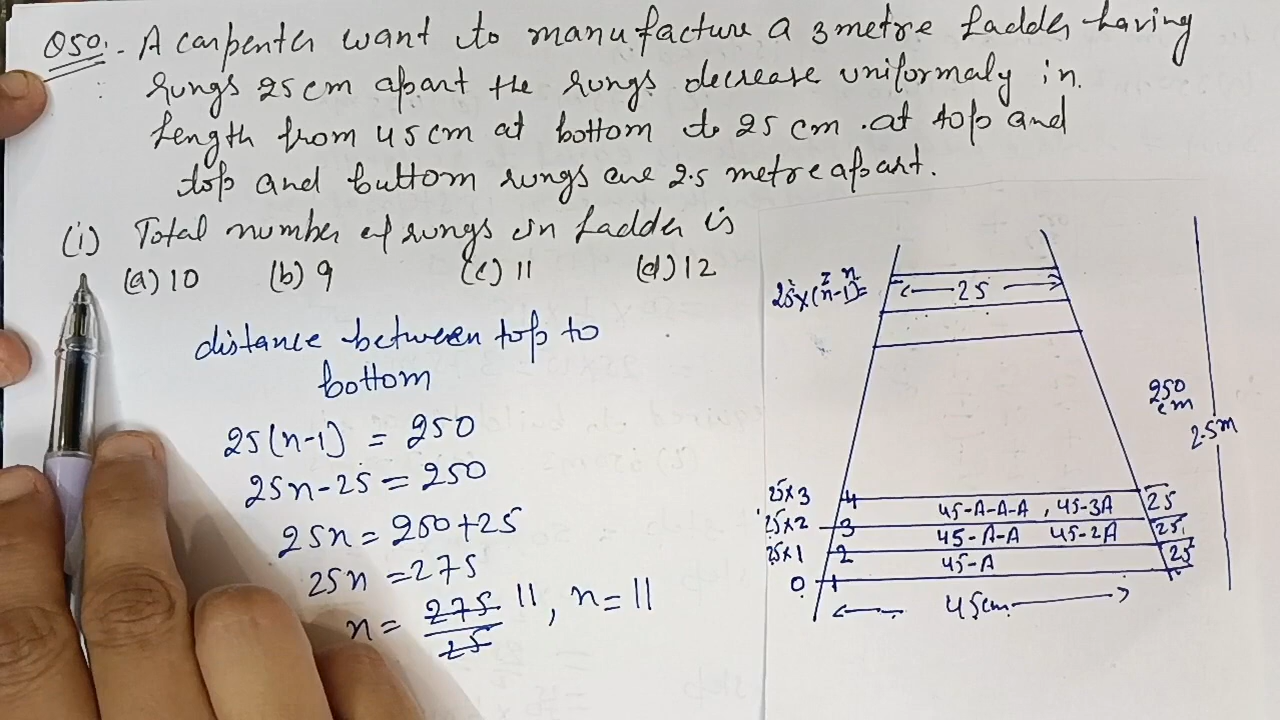 Q50:- A carpenter want to manufacture a 3 metre ladder having
rungs 25 cm apart the rungs decrease uniformaly in
length from 45 cm at bottom to 25 cm at top and
top and buttom rungs are 2.5 metre apart.
(i) Total number of rungs in ladder is
(a) 10 (b) 9 (c) 11 (d) 12
distance between top to
bottom
25(n-1) = 250
25n-25 = 250
25n = 250+25
25n = 275
n = 275/25 11, n = 11
n
25×(n-1)=
25
250
cm
2.5m
25×3 4 45-A-A-A, 45-3A 25
25×2 3 45-A-A 45-2A 25
25×1 2 45-A 25
0 1
45cm